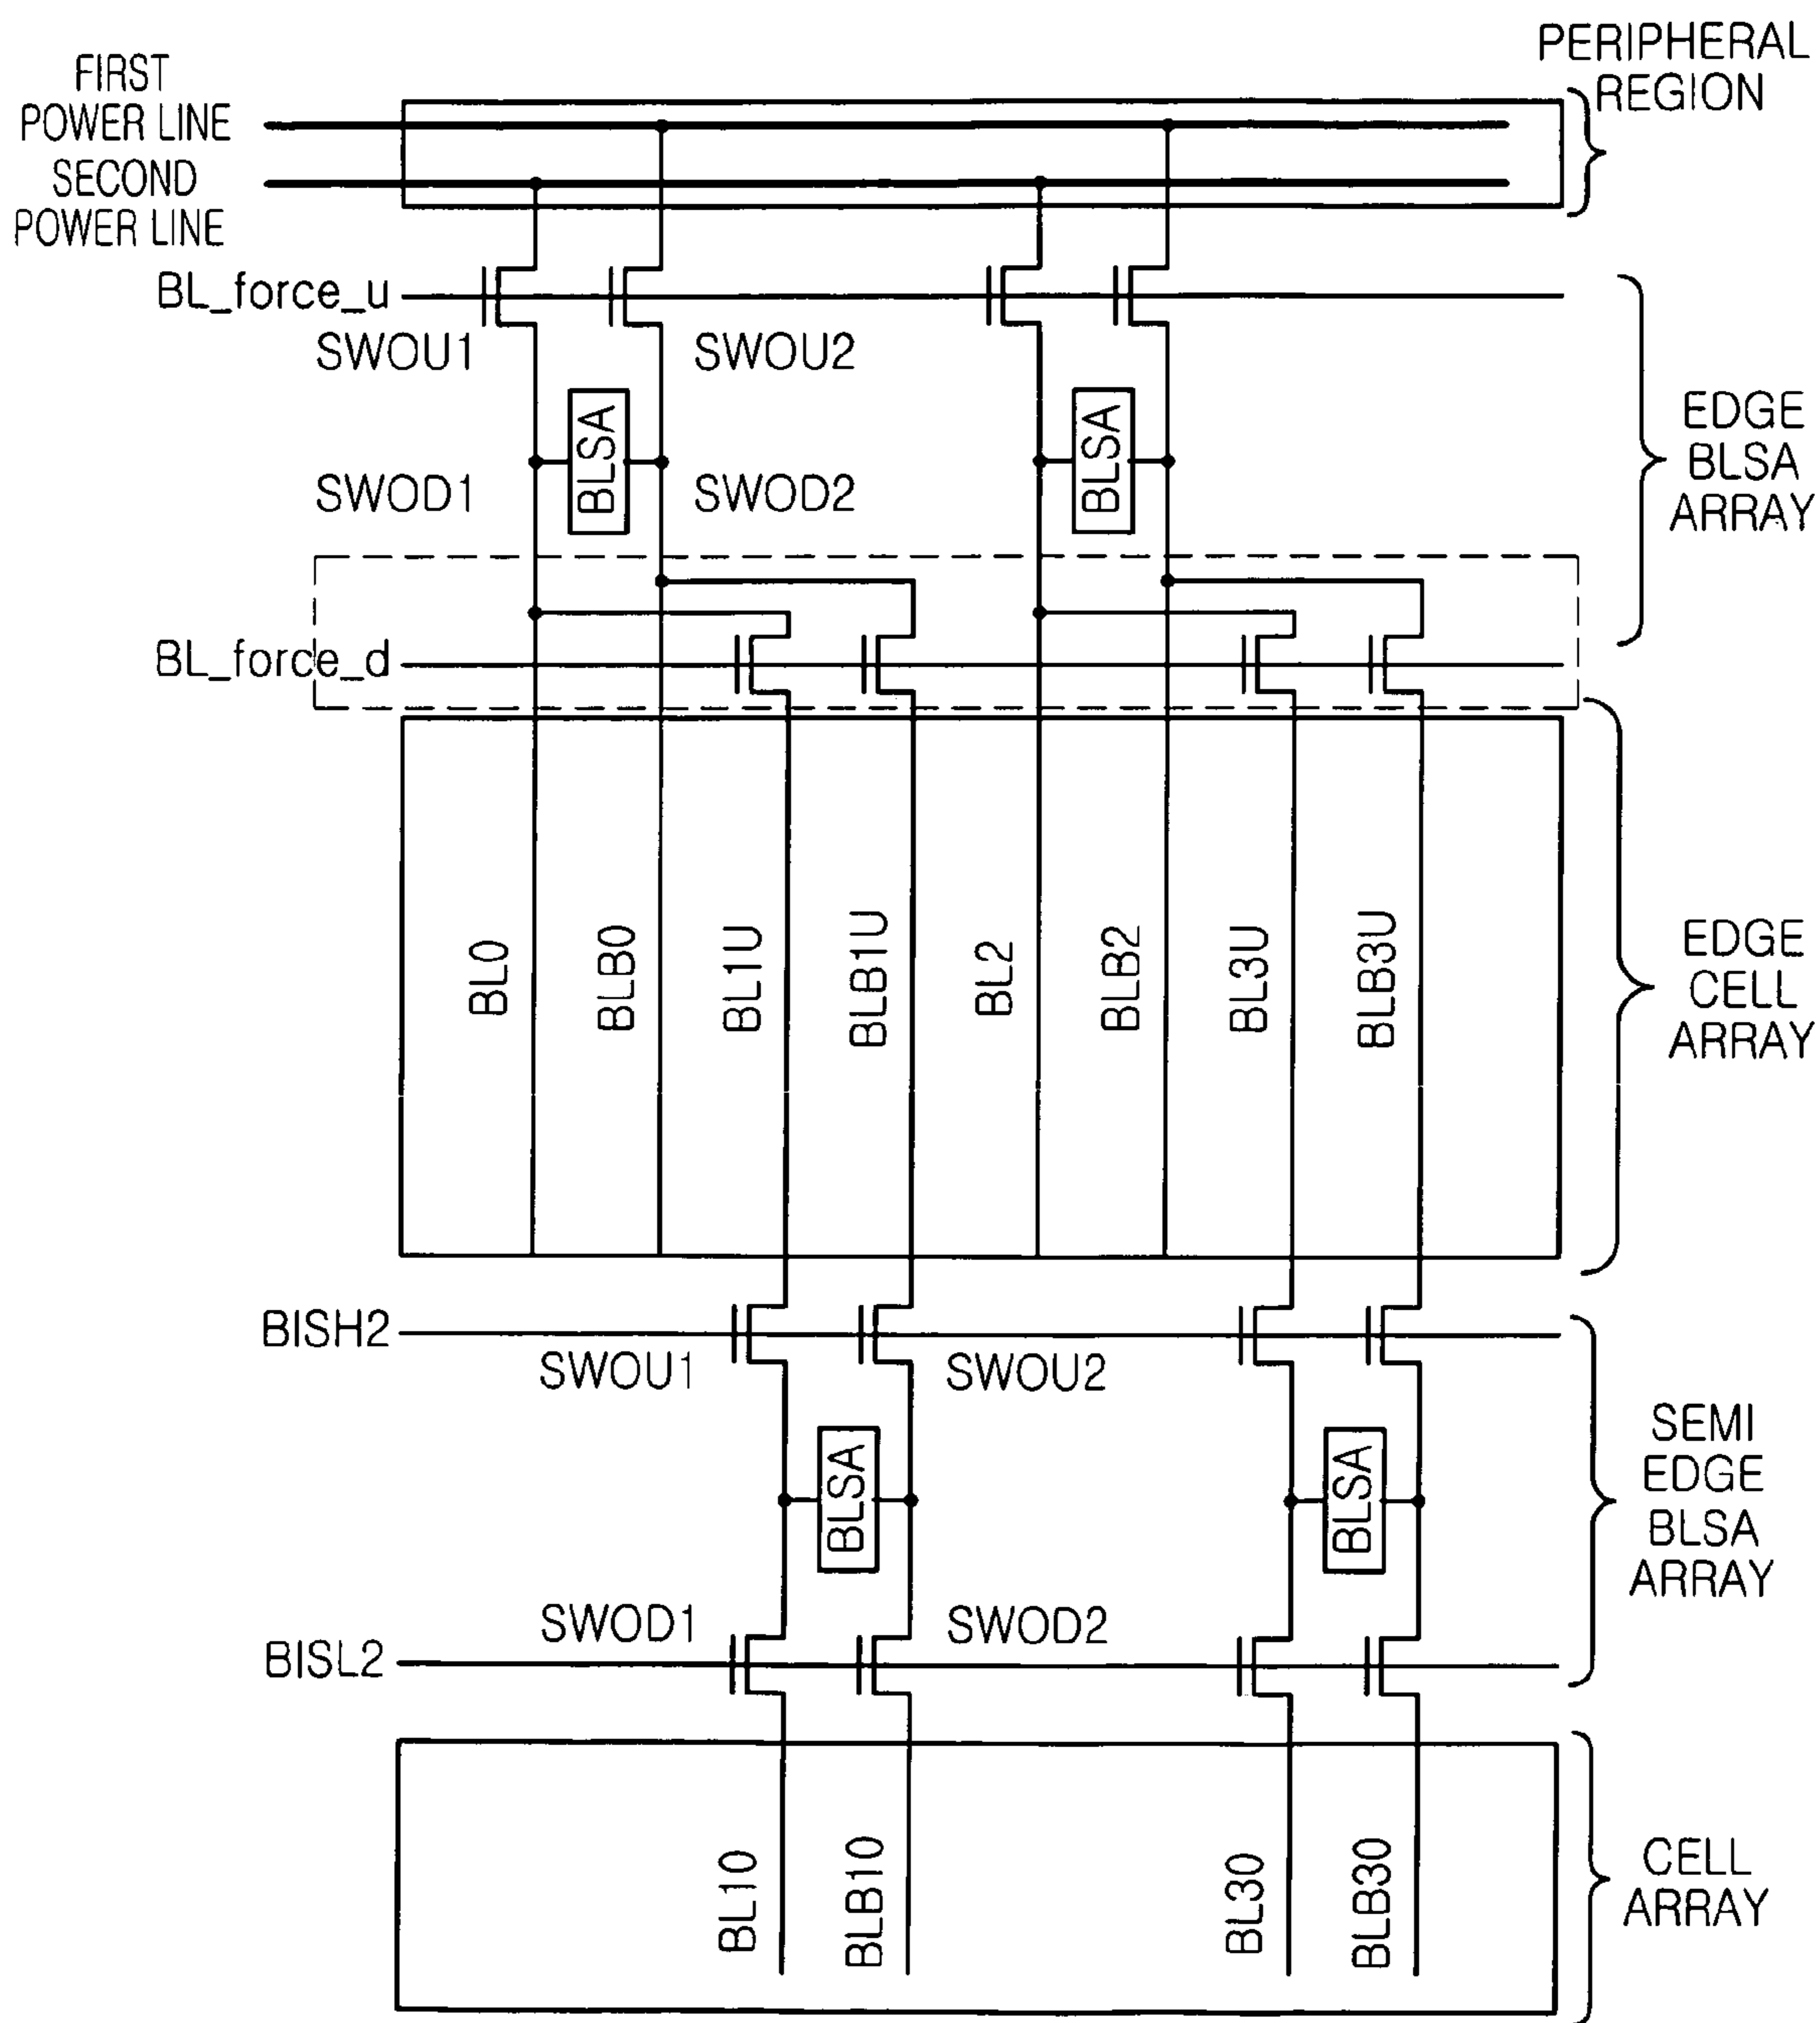 PERIPHERAL
REGION
FIRST
POWER LINE
SECOND
POWER LINE
BL_force_u
SWOU1
SWOU2
BLSA
BLSA
EDGE
BLSA
ARRAY
SWOD1
SWOD2
BL_force_d
BL0
BLB0
BL1U
BLB1U
BL2
BLB2
BL3U
BLB3U
EDGE
CELL
ARRAY
BISH2
SWOU1
SWOU2
BLSA
BLSA
SEMI
EDGE
BLSA
ARRAY
SWOD1
SWOD2
BISL2
BL10
BLB10
BL30
BLB30
CELL
ARRAY